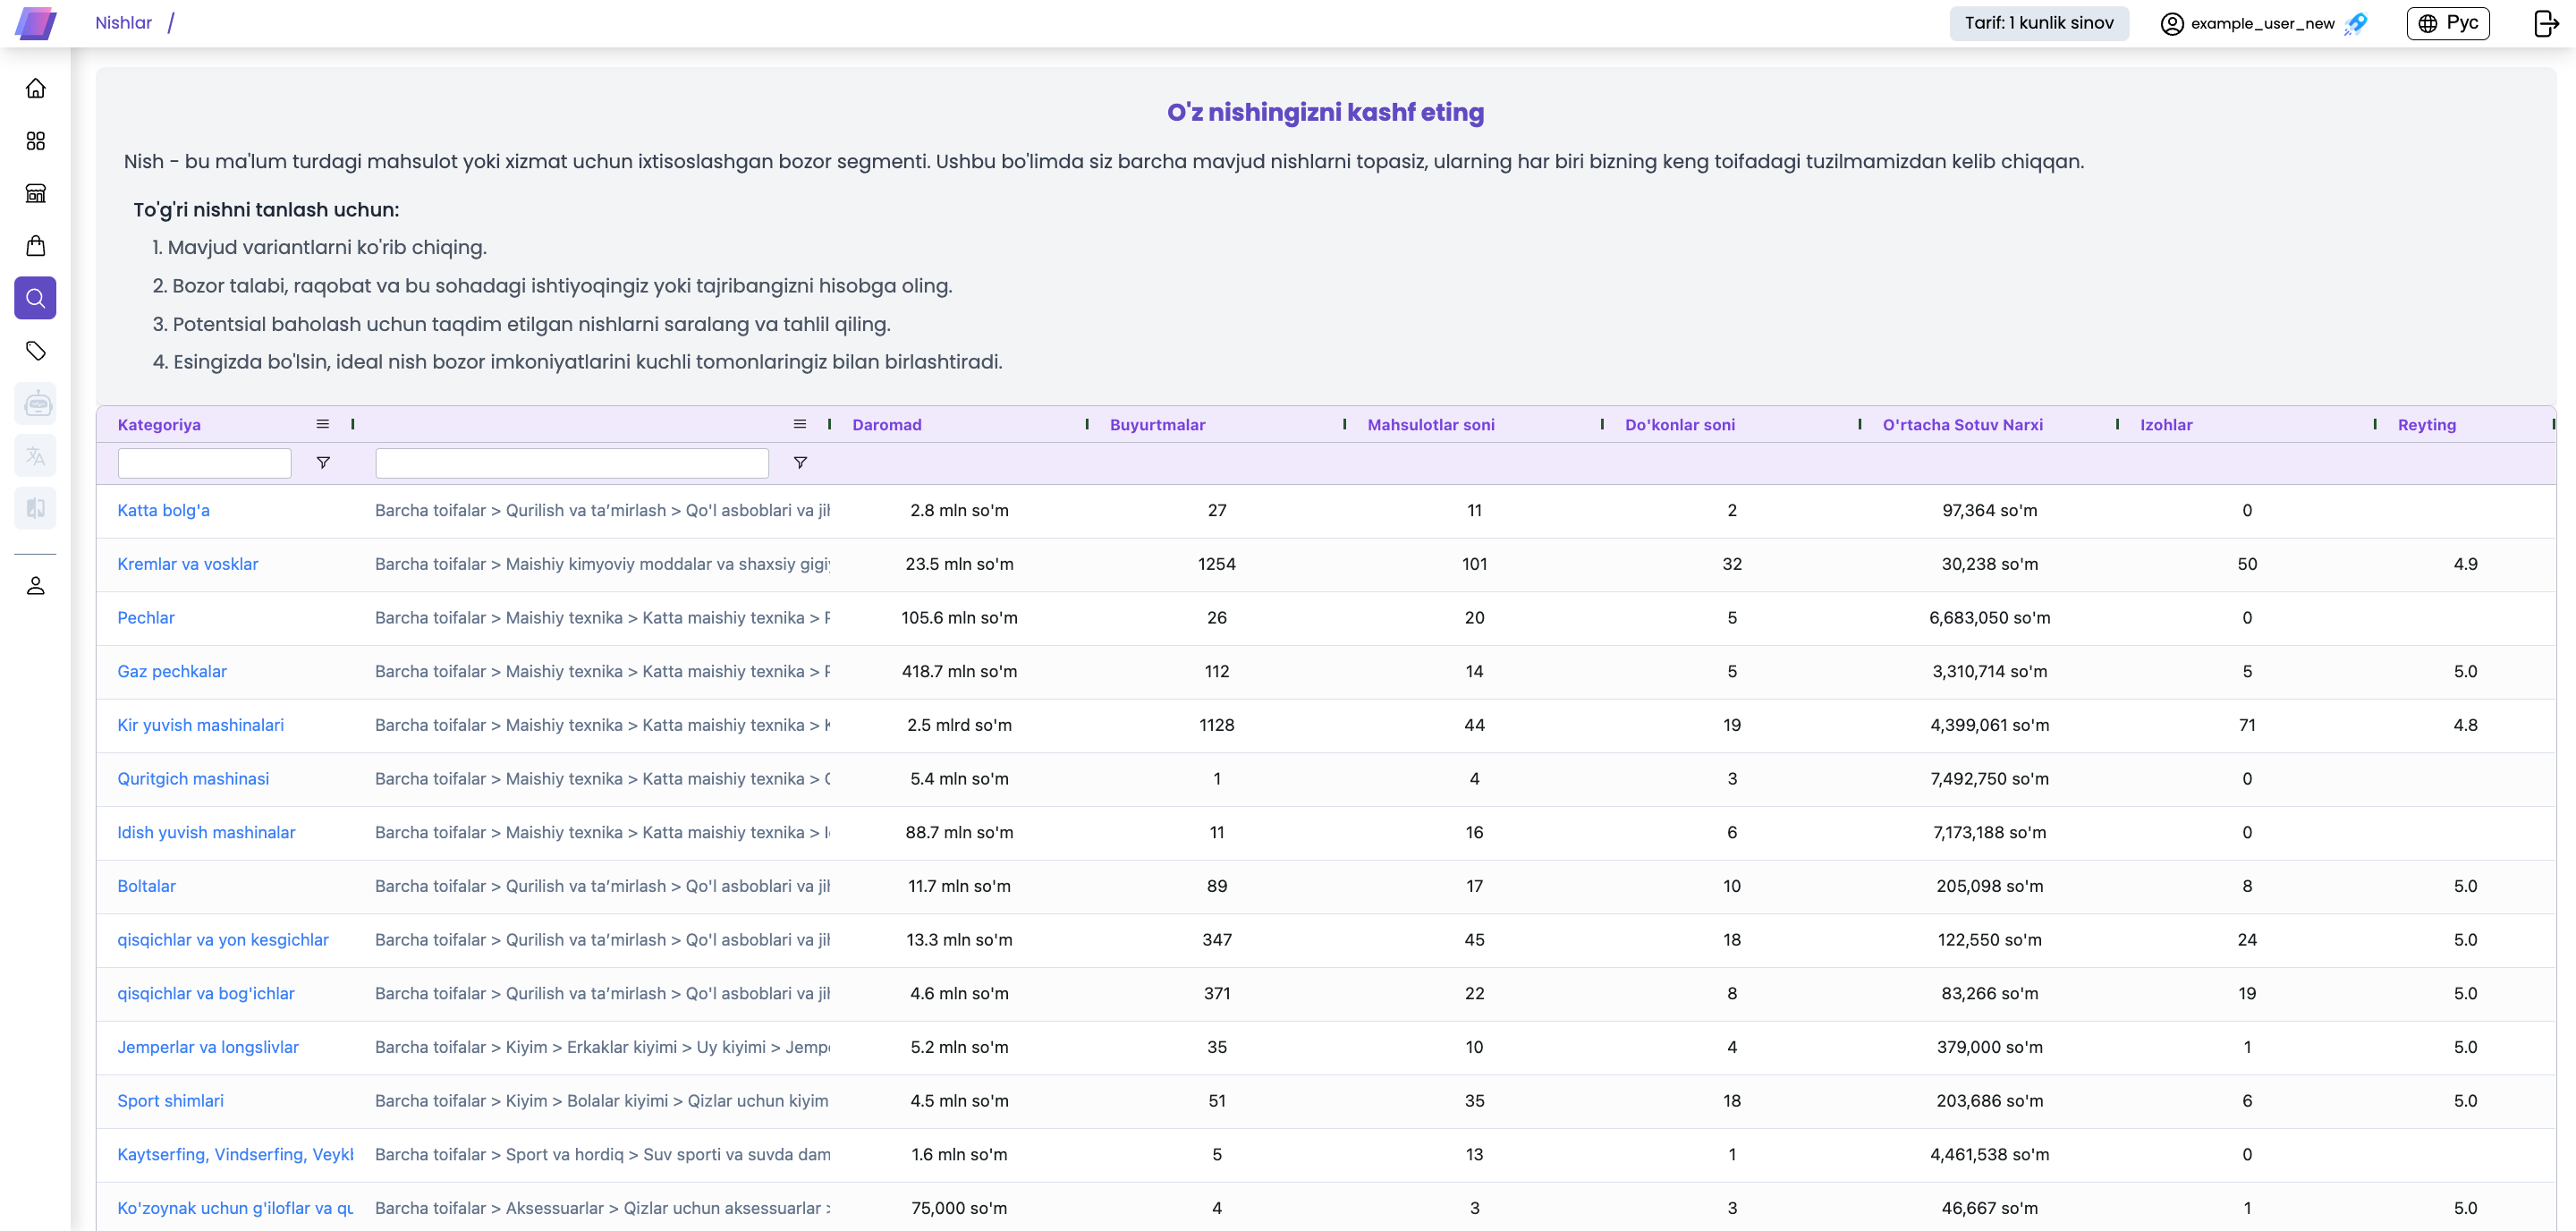 Nishlar /
Tarif: 1 kunlik sinov
example_user_new
Рус
O'z nishingizni kashf eting
Nish - bu ma'lum turdagi mahsulot yoki xizmat uchun ixtisoslashgan bozor segmenti. Ushbu bo'limda siz barcha mavjud nishlarni topasiz, ularning har biri bizning keng toifadagi tuzilmamizdan kelib chiqqan.
To'g'ri nishni tanlash uchun:
1. Mavjud variantlarni ko'rib chiqing.
2. Bozor talabi, raqobat va bu sohadagi ishtiyoqingiz yoki tajribangizni hisobga oling.
3. Potentsial baholash uchun taqdim etilgan nishlarni saralang va tahlil qiling.
4. Esingizda bo'lsin, ideal nish bozor imkoniyatlarini kuchli tomonlaringiz bilan birlashtiradi.
Kategoriya Daromad Buyurtmalar Mahsulotlar soni Do'konlar soni O'rtacha Sotuv Narxi Izohlar Reyting
Katta bolg'a Barcha toifalar > Qurilish va ta’mirlash > Qo'l asboblari va 2.8 mln so'm 27 11 2 97,364 so'm 0
Kremlar va vosklar Barcha toifalar > Maishiy kimyoviy moddalar va shaxsiy 23.5 mln so'm 1254 101 32 30,238 so'm 50 4.9
Pechlar Barcha toifalar > Maishiy texnika > Katta maishiy texnika > 105.6 mln so'm 26 20 5 6,683,050 so'm 0
Gaz pechkalar Barcha toifalar > Maishiy texnika > Katta maishiy texnika > 418.7 mln so'm 112 14 5 3,310,714 so'm 5 5.0
Kir yuvish mashinalari Barcha toifalar > Maishiy texnika > Katta maishiy texnika > 2.5 mlrd so'm 1128 44 19 4,399,061 so'm 71 4.8
Quritgich mashinasi Barcha toifalar > Maishiy texnika > Katta maishiy texnika > 5.4 mln so'm 1 4 3 7,492,750 so'm 0
Idish yuvish mashinalar Barcha toifalar > Maishiy texnika > Katta maishiy texnika > 88.7 mln so'm 11 16 6 7,173,188 so'm 0
Boltalar Barcha toifalar > Qurilish va ta’mirlash > Qo'l asboblari va 11.7 mln so'm 89 17 10 205,098 so'm 8 5.0
qisqichlar va yon kesgichlar Barcha toifalar > Qurilish va ta’mirlash > Qo'l asboblari va 13.3 mln so'm 347 45 18 122,550 so'm 24 5.0
qisqichlar va bog'ichlar Barcha toifalar > Qurilish va ta’mirlash > Qo'l asboblari va 4.6 mln so'm 371 22 8 83,266 so'm 19 5.0
Jemperlar va longslivlar Barcha toifalar > Kiyim > Erkaklar kiyimi > Uy kiyimi > 5.2 mln so'm 35 10 4 379,000 so'm 1 5.0
Sport shimlari Barcha toifalar > Kiyim > Bolalar kiyimi > Qizlar uchun kiyim 4.5 mln so'm 51 35 18 203,686 so'm 6 5.0
Kaytserfing, Vindserfing, Barcha toifalar > Sport va hordiq > Suv sporti va suvda dam 1.6 mln so'm 5 13 1 4,461,538 so'm 0
Ko'zoynak uchun g'iloflar va Barcha toifalar > Aksessuarlar > Qizlar uchun aksessuarlar > 75,000 so'm 4 3 3 46,667 so'm 1 5.0